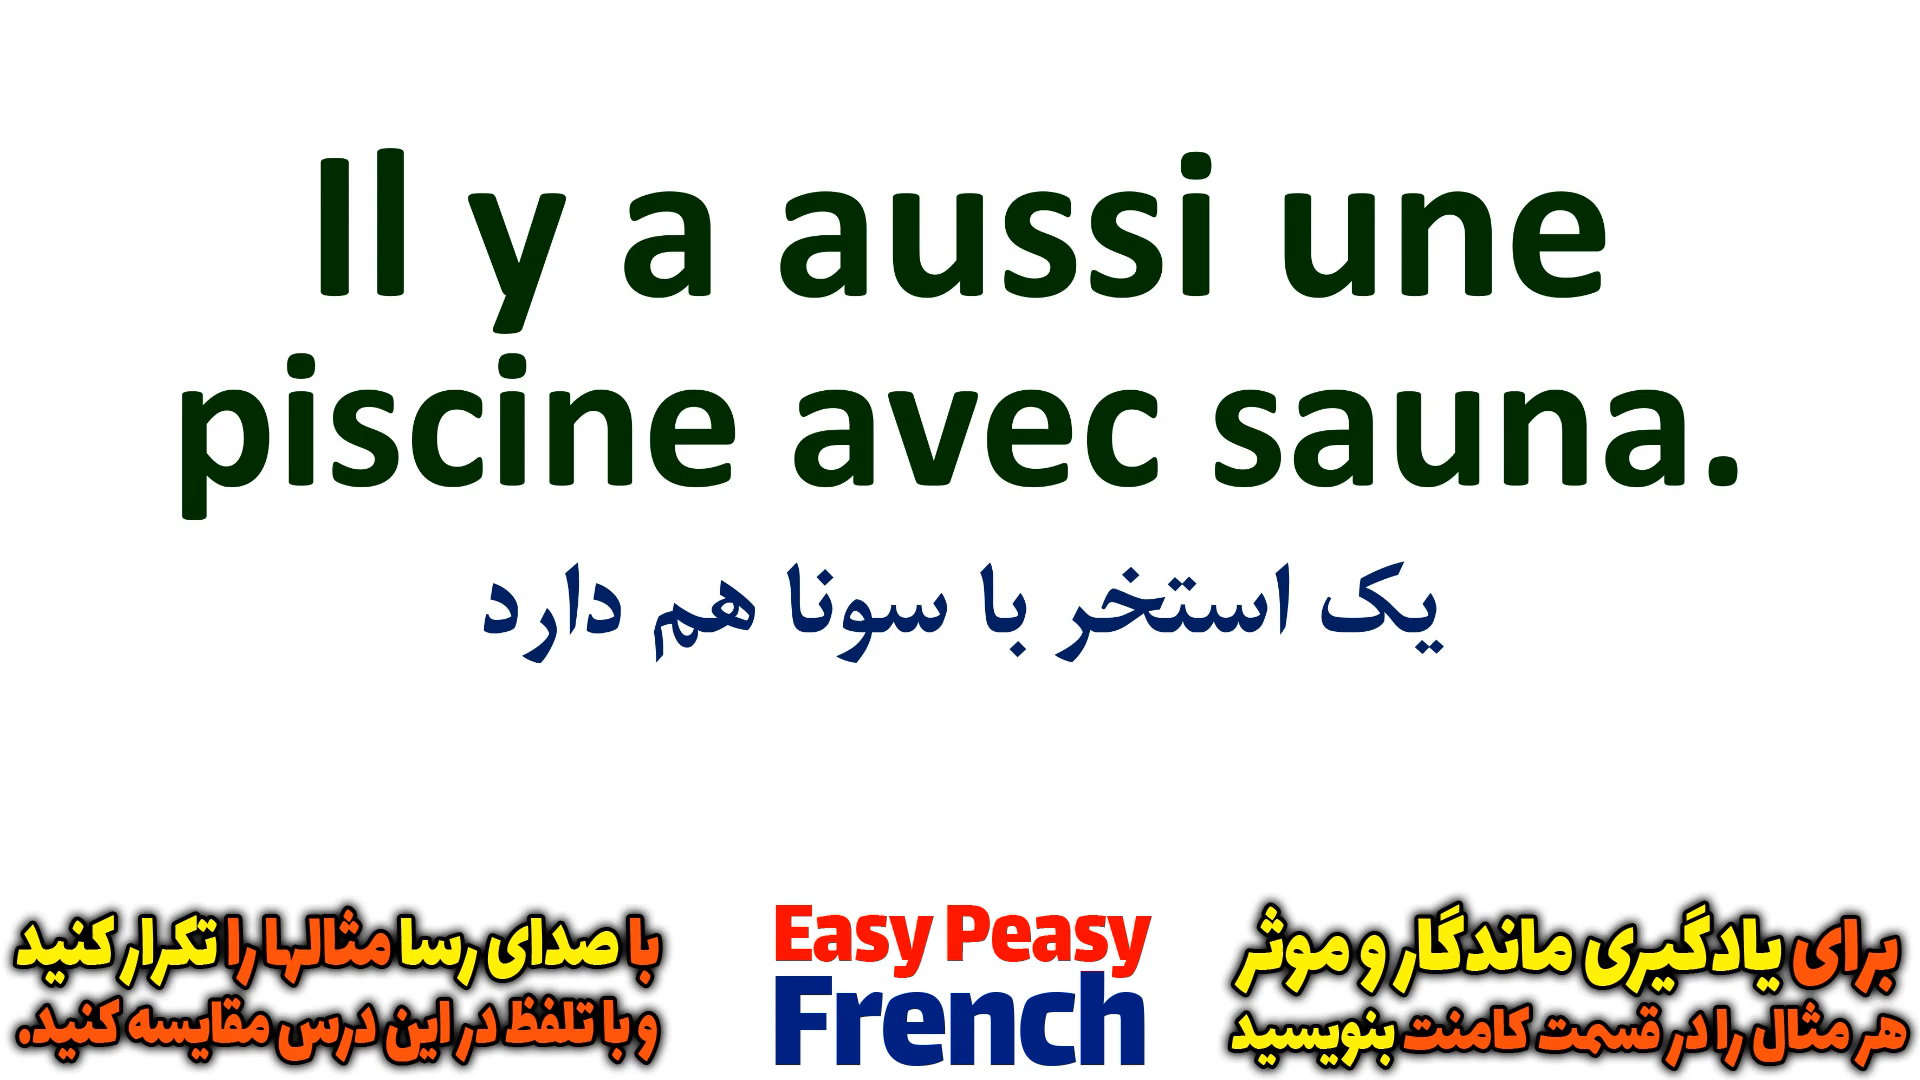 Il y a aussi une
piscine avec sauna.
یک استخر با سونا هم دارد
با صدای رسا مثالها را تکرار کنید
و با تلفظ در این درس مقایسه کنید.
Easy Peasy
French
برای یادگیری ماندگار و موثر
هر مثال را در قسمت کامنت بنویسید